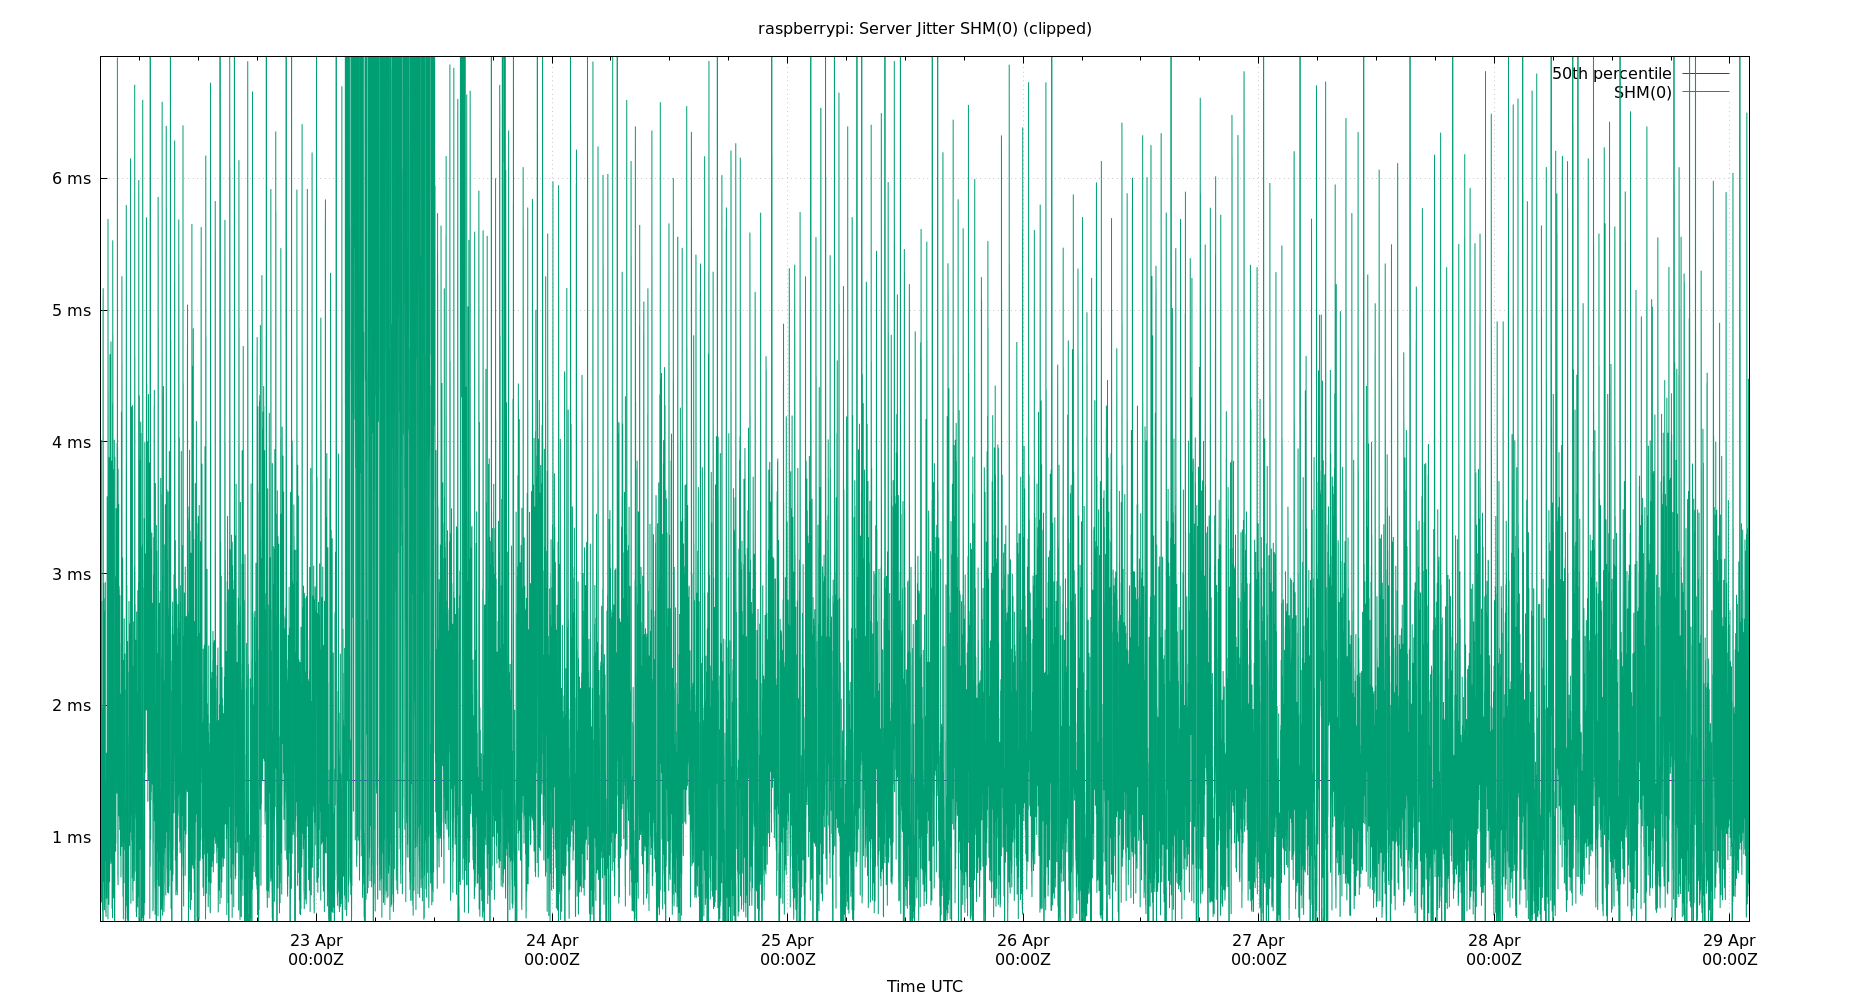 raspberrypi: Server Jitter SHM(0) (clipped)
50th percentile
SHM(0)
6 ms
5 ms
4 ms
3 ms
2 ms
1 ms
23 Apr 24 Apr 25 Apr 26 Apr 27 Apr 28 Apr 29 Apr
00:00Z 00:00Z 00:00Z 00:00Z 00:00Z 00:00Z 00:00Z
Time UTC